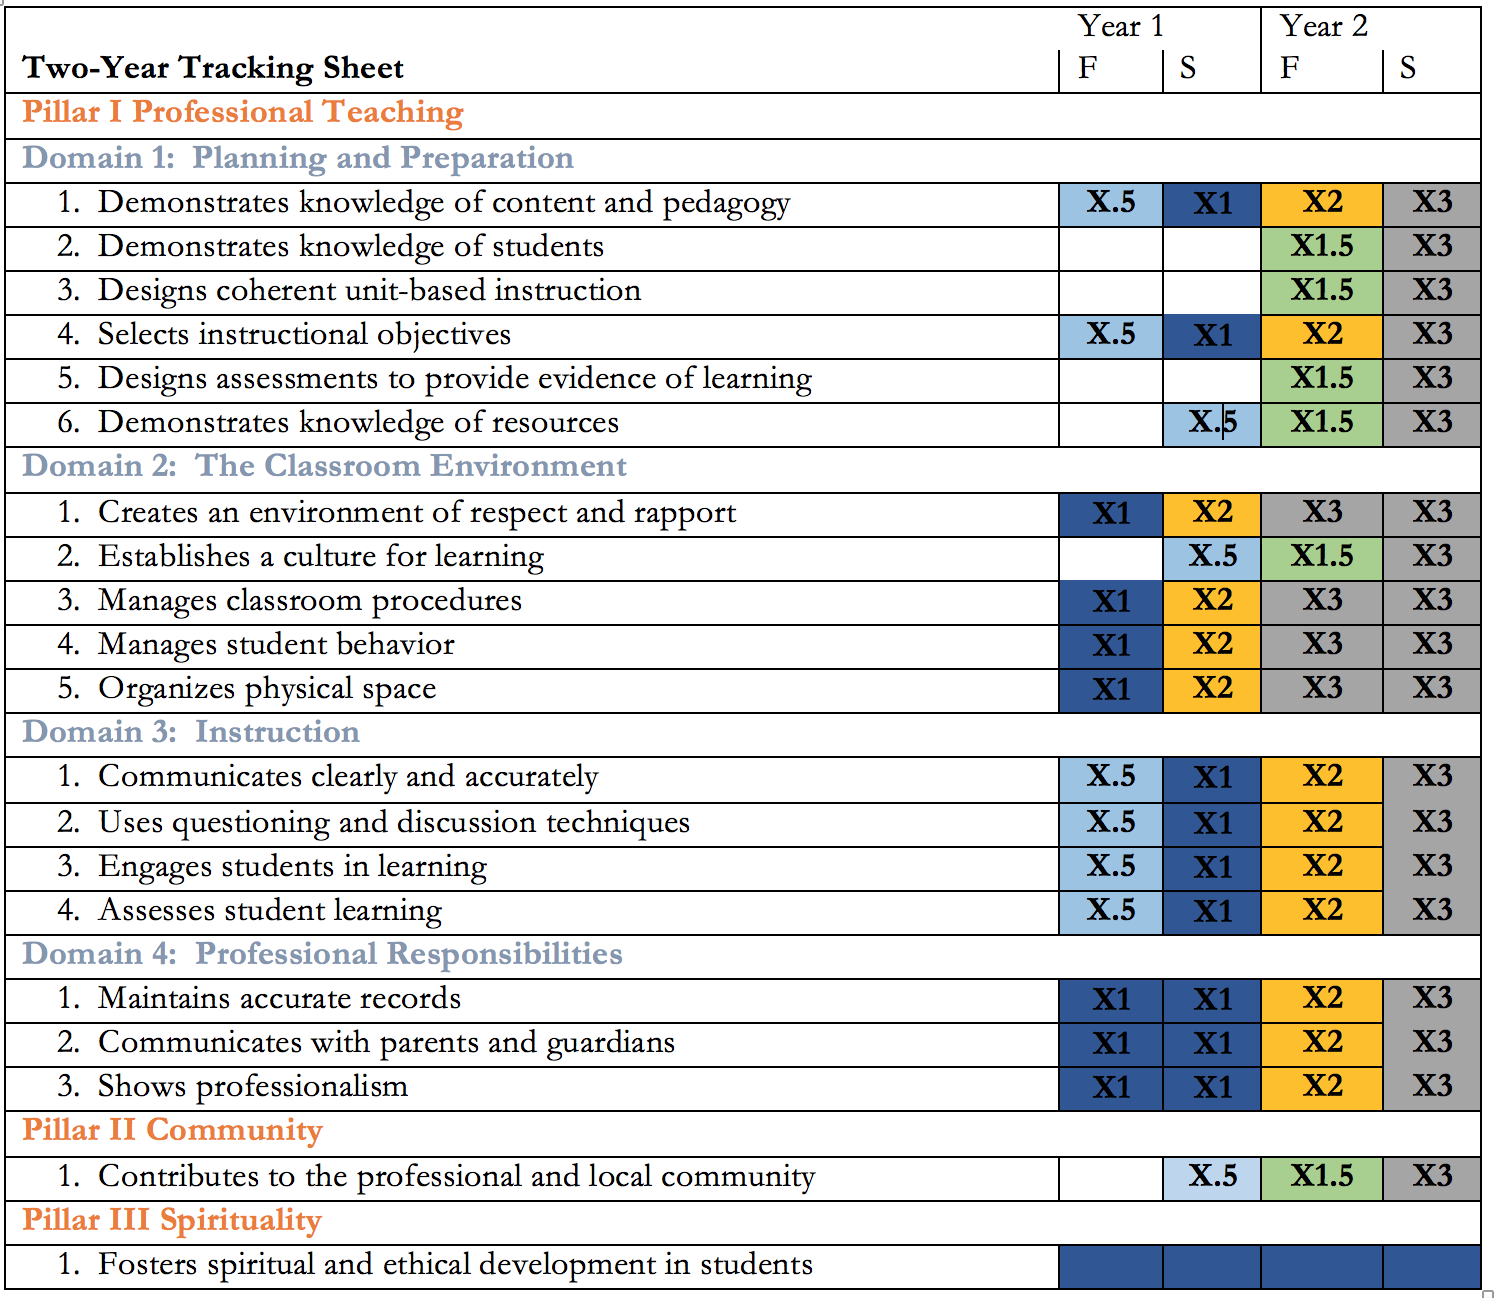 Year 1 Year 2
Two-Year Tracking Sheet F S F S
Pillar I Professional Teaching
Domain 1: Planning and Preparation
1. Demonstrates knowledge of content and pedagogy X.5 X1 X2 X3
2. Demonstrates knowledge of students X1.5 X3
3. Designs coherent unit-based instruction X1.5 X3
4. Selects instructional objectives X.5 X1 X2 X3
5. Designs assessments to provide evidence of learning X1.5 X3
6. Demonstrates knowledge of resources X.5 X1.5 X3
Domain 2: The Classroom Environment
1. Creates an environment of respect and rapport X1 X2 X3 X3
2. Establishes a culture for learning X.5 X1.5 X3
3. Manages classroom procedures X1 X2 X3 X3
4. Manages student behavior X1 X2 X3 X3
5. Organizes physical space X1 X2 X3 X3
Domain 3: Instruction
1. Communicates clearly and accurately X.5 X1 X2 X3
2. Uses questioning and discussion techniques X.5 X1 X2 X3
3. Engages students in learning X.5 X1 X2 X3
4. Assesses student learning X.5 X1 X2 X3
Domain 4: Professional Responsibilities
1. Maintains accurate records X1 X1 X2 X3
2. Communicates with parents and guardians X1 X1 X2 X3
3. Shows professionalism X1 X1 X2 X3
Pillar II Community
1. Contributes to the professional and local community X.5 X1.5 X3
Pillar III Spirituality
1. Fosters spiritual and ethical development in students